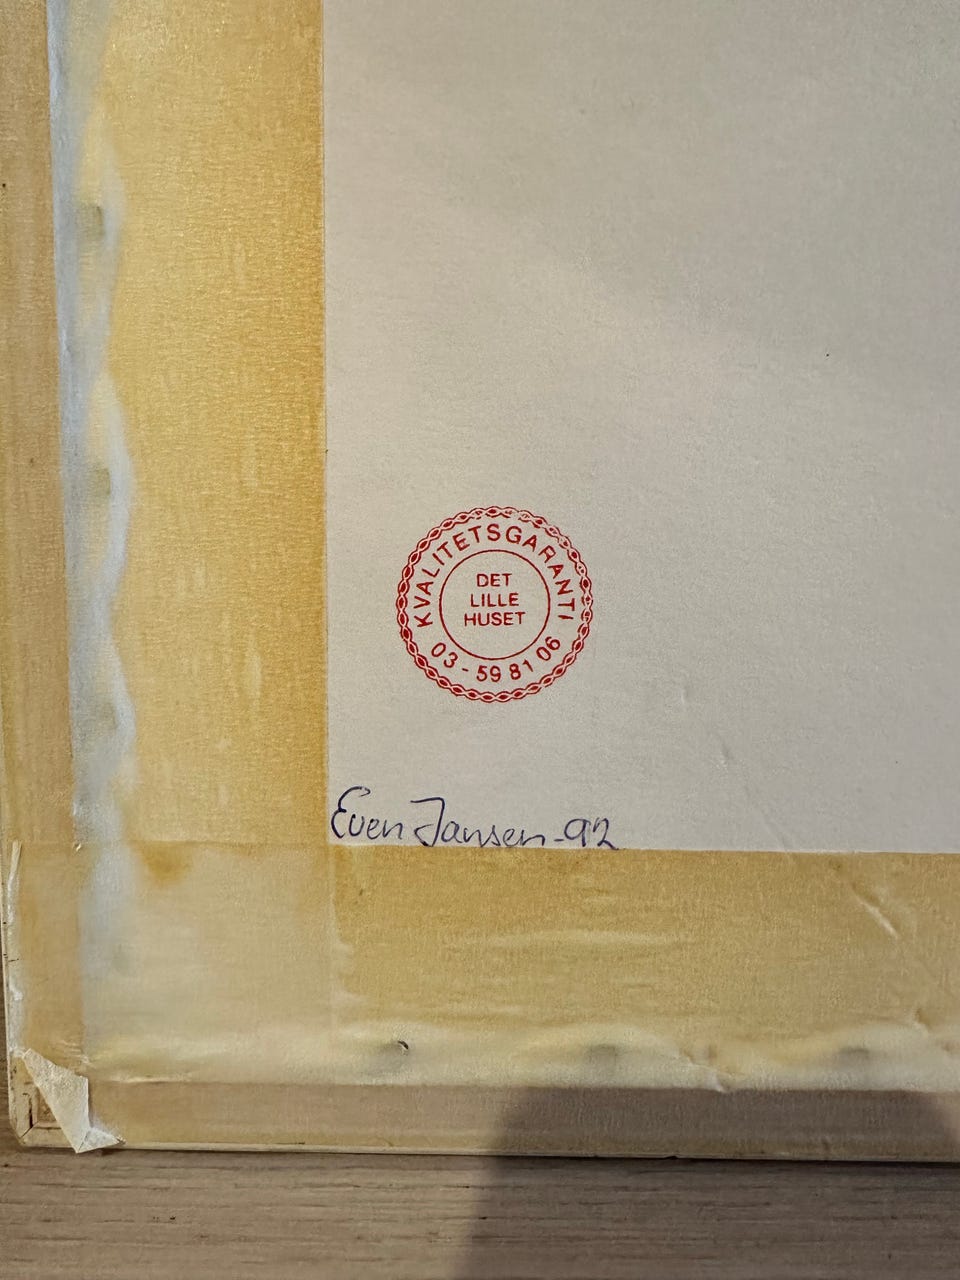 KVALITETSGARANTI
DET
LILLE
HUSET
03 - 59 81 06
Even Jansen -92